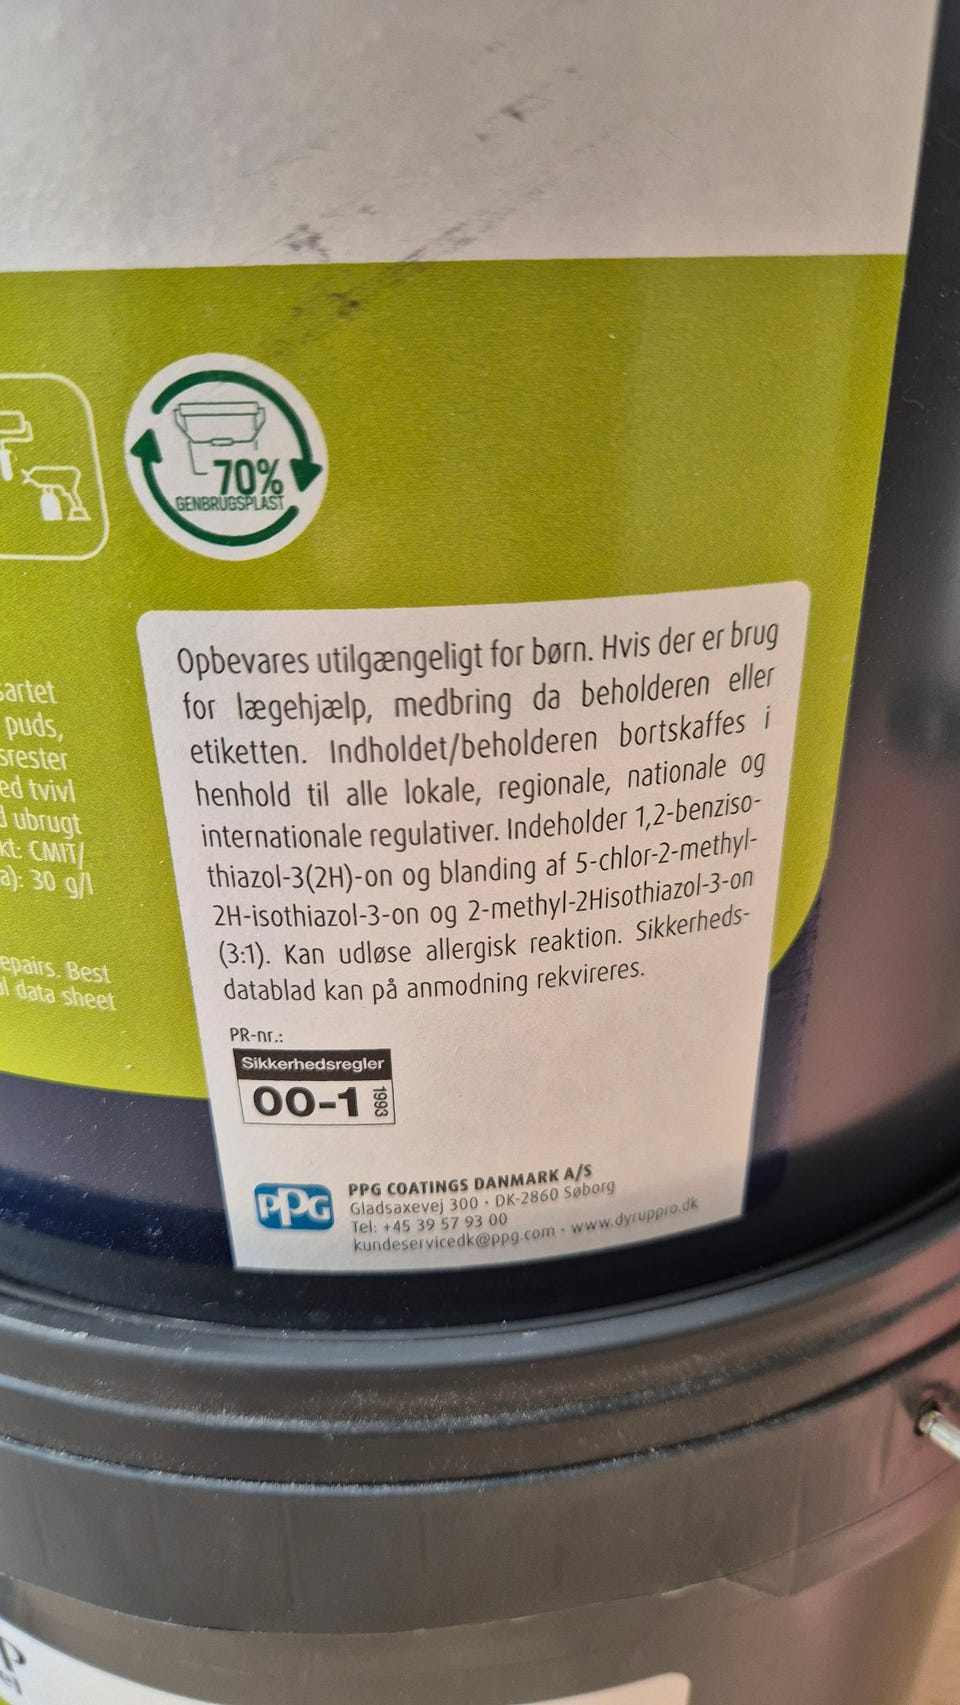 70%
GENBRUGSPLAST
sartet
puds,
srester
ed tvivl
d ubrugt
kt: CMIT/
a): 30 g/l
epairs. Best
al data sheet
Opbevares utilgængeligt for børn. Hvis der er brug
for lægehjælp, medbring da beholderen eller
etiketten. Indholdet/beholderen bortskaffes i
henhold til alle lokale, regionale, nationale og
internationale regulativer. Indeholder 1,2-benziso-
thiazol-3(2H)-on og blanding af 5-chlor-2-methyl-
2H-isothiazol-3-on og 2-methyl-2Hisothiazol-3-on
(3:1). Kan udløse allergisk reaktion. Sikkerheds-
datablad kan på anmodning rekvireres.
PR-nr.:
Sikkerhedsregler
00-1 1993
PPG
PPG COATINGS DANMARK A/S
Gladsaxevej 300 · DK-2860 Søborg
Tel: +45 39 57 93 00
kundeservicedk@ppg.com · www.dyruppro.dk